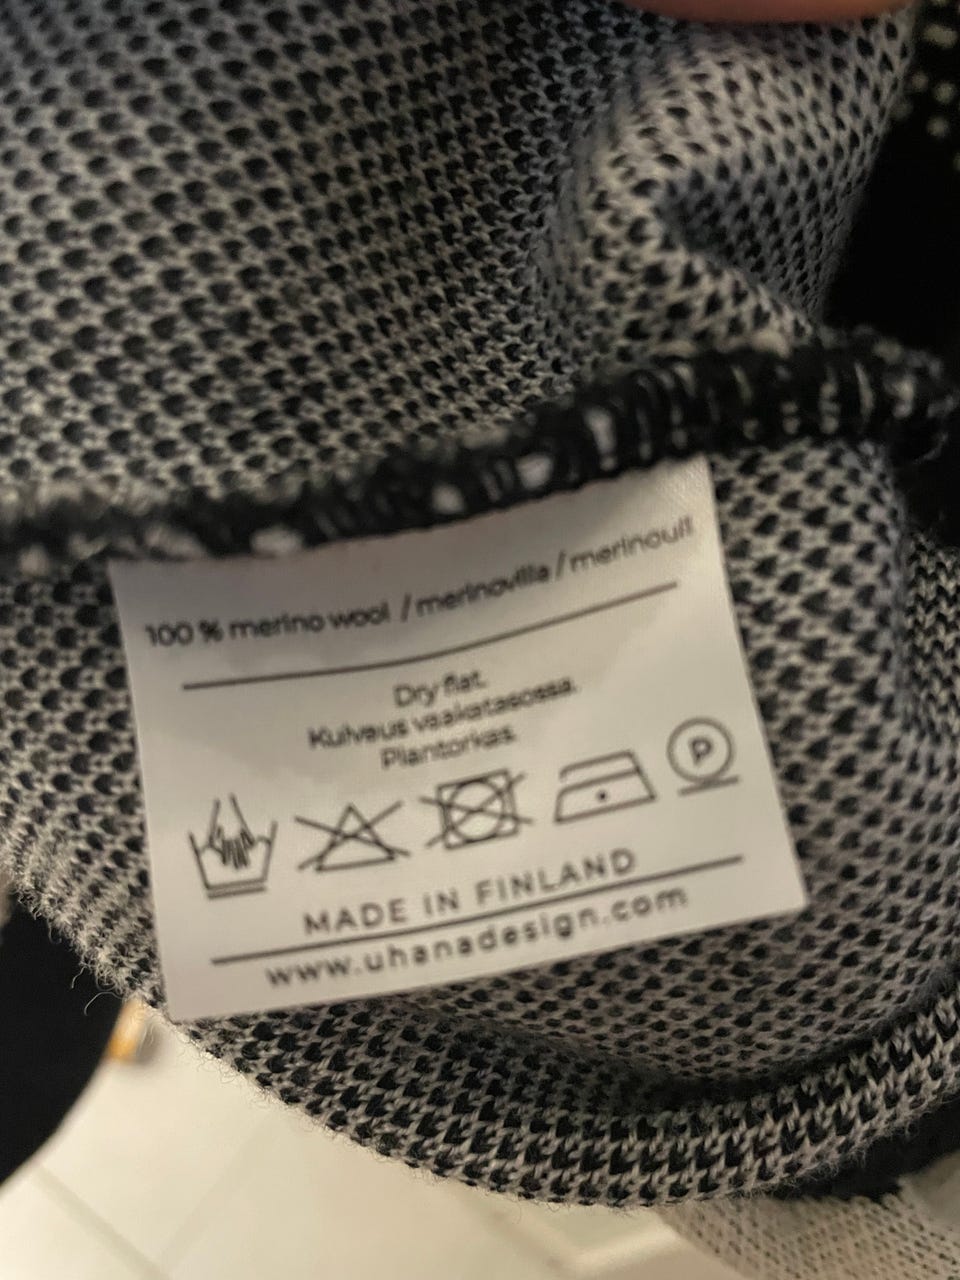 100 % merino wool / merinovilla / merinoull
Dry flat.
Kuivaus vaakatasossa.
Plantorkas.
P
MADE IN FINLAND
www.uhanadesign.com